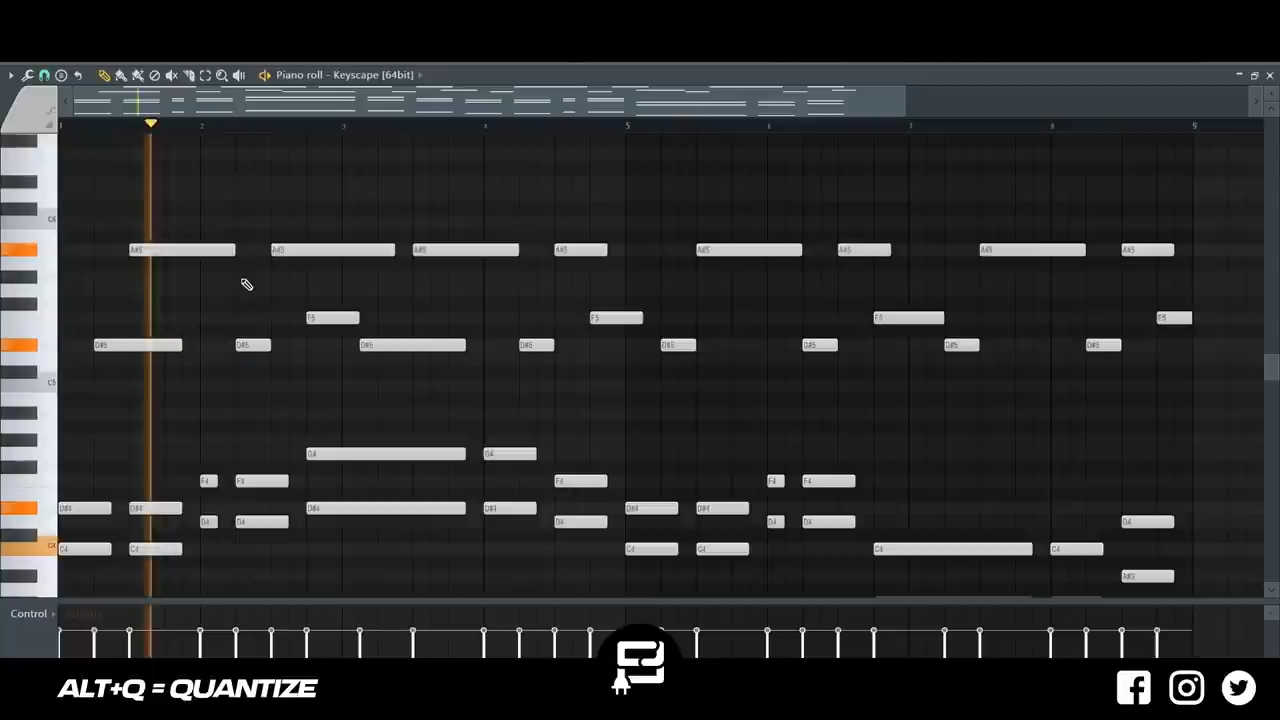 Piano roll - Keyscape [64bit]
1 2 3 4 5 6 7 8 9
C6
A#5 A#5 A#5 A#5 A#5 A#5 A#5 A#5
F5 F5 F5 F5
D#5 D#5 D#5 D#5 D#5 D#5 D#5 D#5
C5
G4 G4
F4 F4 F4 F4 F4
D#4 D#4 D#4 D#4 D#4 D#4
D4 D4 D4 D4 D4 D4
C4 C4 C4 C4 C4 C4 C4
A#3
Control
ALT+Q = QUANTIZE